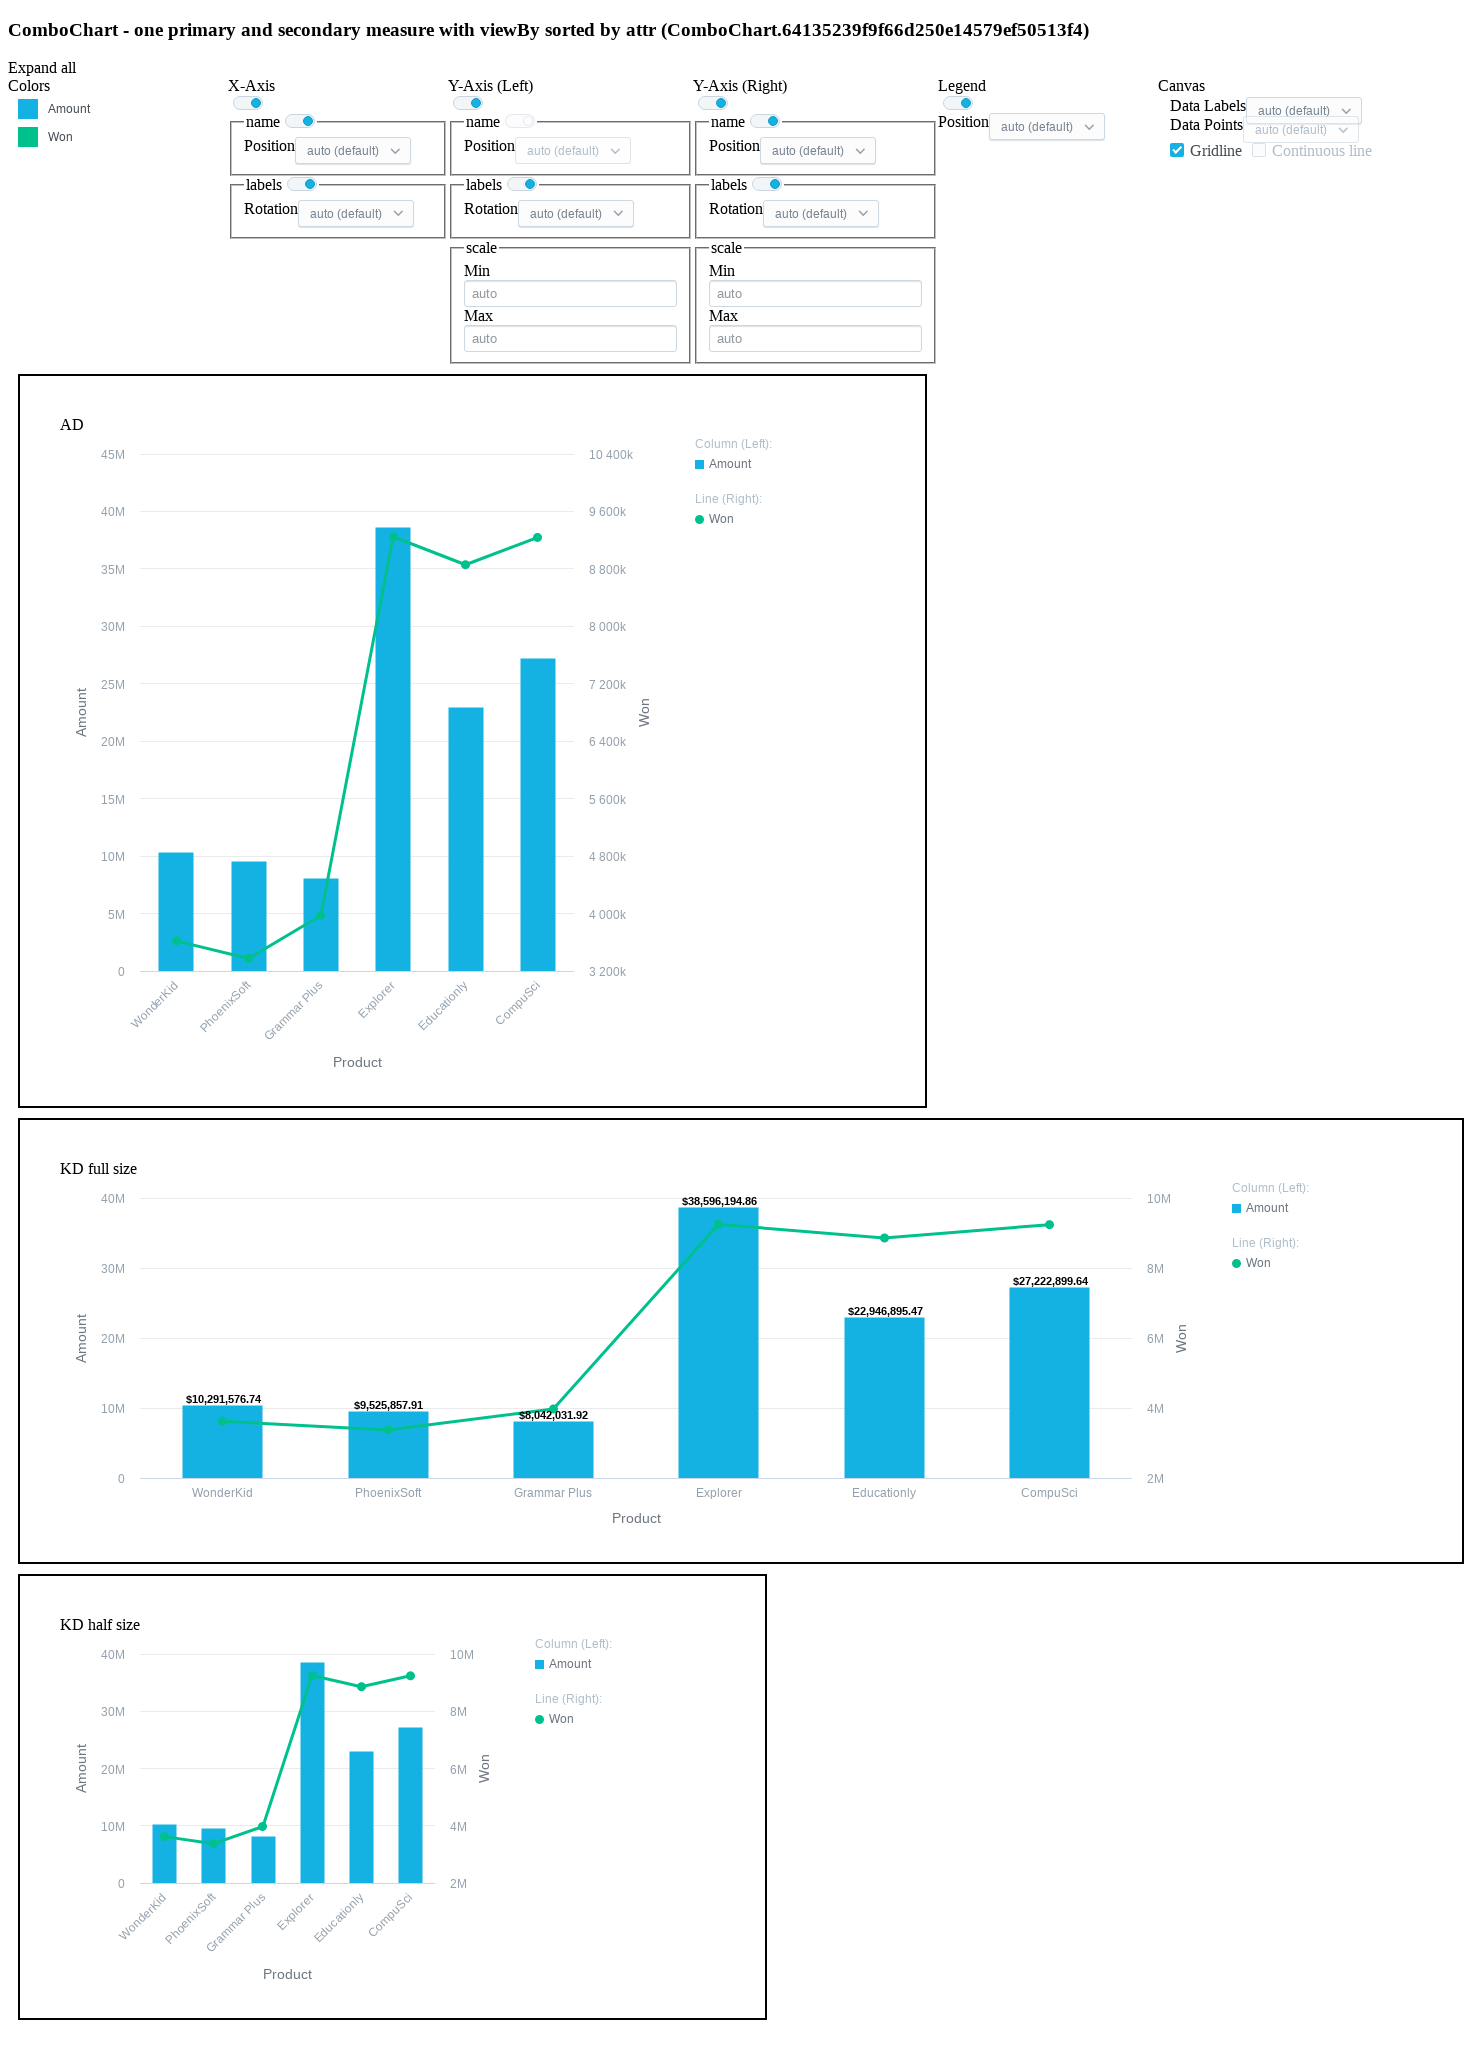 ComboChart - one primary and secondary measure with viewBy sorted by attr (ComboChart.64135239f9f66d250e14579ef50513f4)
Expand all
Colors
Amount
Won
X-Axis
name
Position auto (default)
labels
Rotation auto (default)
Y-Axis (Left)
name
Position auto (default)
labels
Rotation auto (default)
scale
Min
auto
Max
auto
Y-Axis (Right)
name
Position auto (default)
labels
Rotation auto (default)
scale
Min
auto
Max
auto
Legend
Position auto (default)
Canvas
Data Labels auto (default)
Data Points auto (default)
Gridline Continuous line
AD
45M
40M
35M
30M
25M
20M
15M
10M
5M
0
Amount
10 400k
9 600k
8 800k
8 000k
7 200k
6 400k
5 600k
4 800k
4 000k
3 200k
Won
WonderKid
PhoenixSoft
Grammar Plus
Explorer
Educationly
CompuSci
Product
Column (Left):
Amount
Line (Right):
Won
KD full size
40M
30M
20M
10M
0
Amount
$10,291,576.74
$9,525,857.91
$8,042,031.92
$38,596,194.86
$22,946,895.47
$27,222,899.64
10M
8M
6M
4M
2M
Won
WonderKid
PhoenixSoft
Grammar Plus
Explorer
Educationly
CompuSci
Product
Column (Left):
Amount
Line (Right):
Won
KD half size
40M
30M
20M
10M
0
Amount
10M
8M
6M
4M
2M
Won
WonderKid
PhoenixSoft
Grammar Plus
Explorer
Educationly
CompuSci
Product
Column (Left):
Amount
Line (Right):
Won